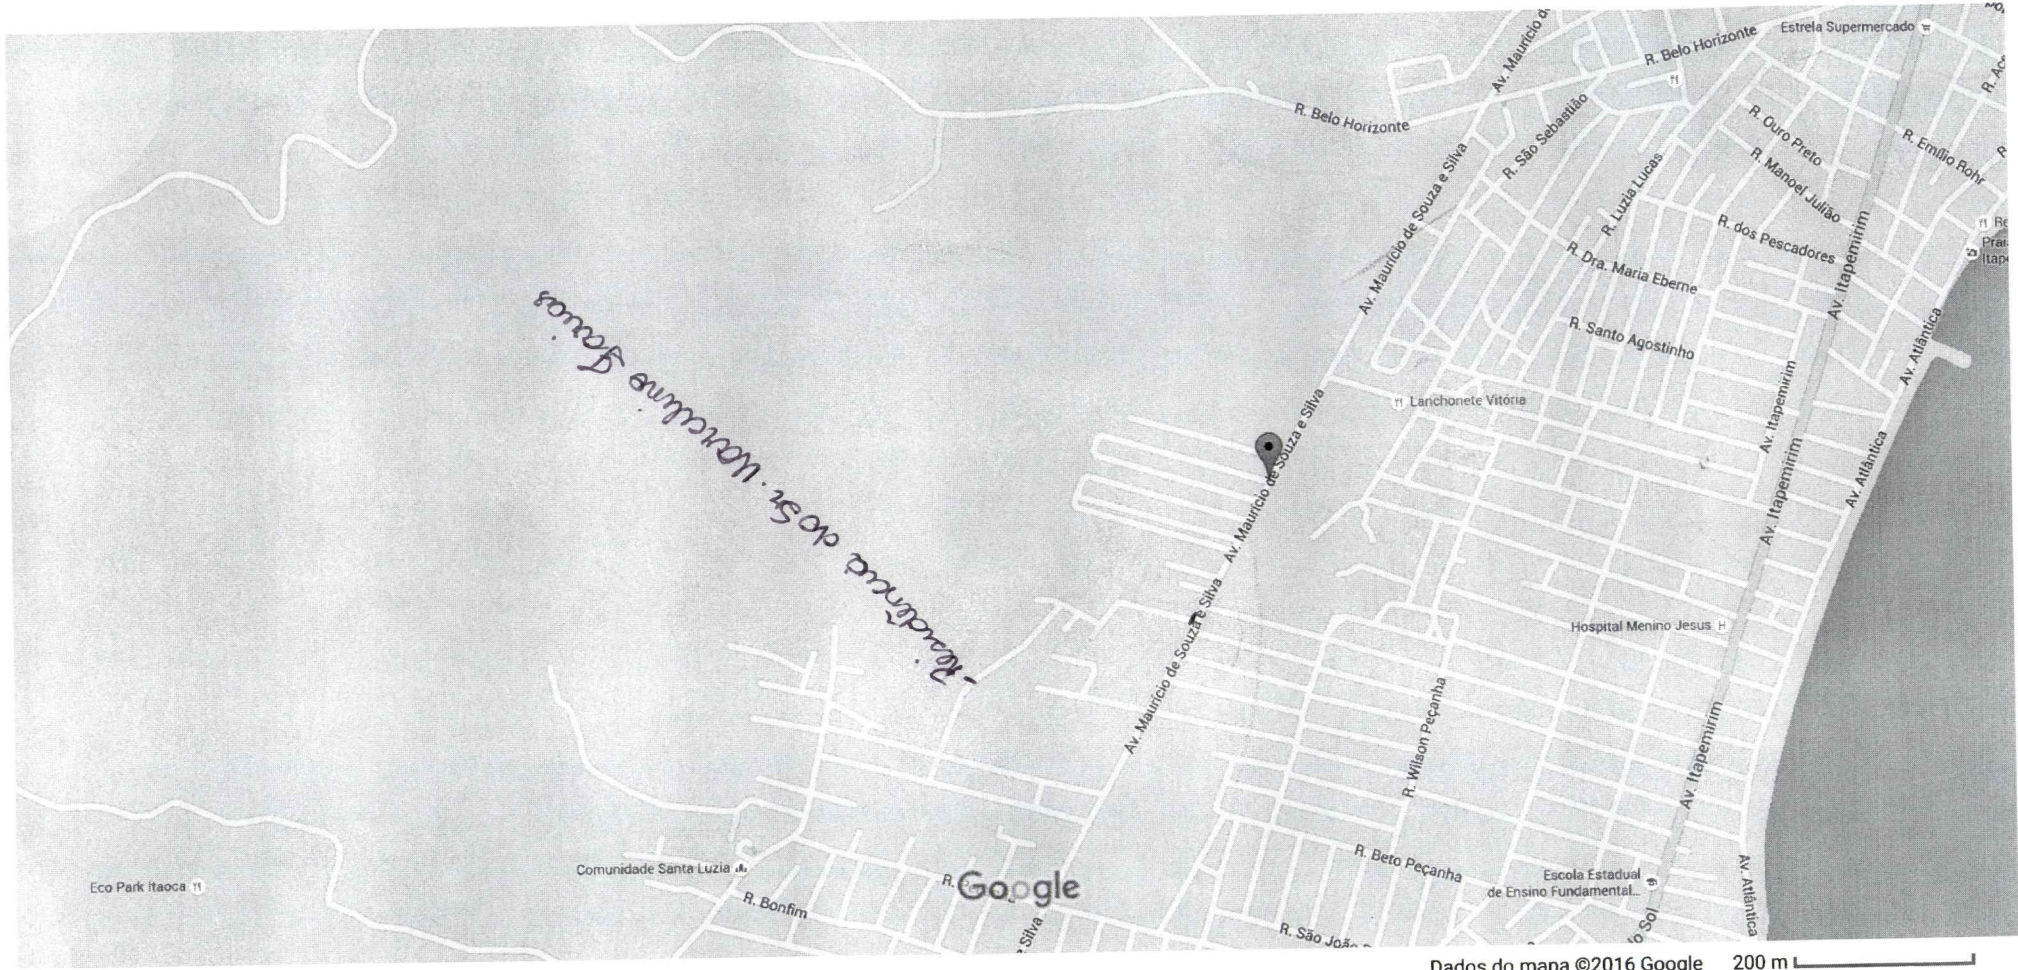 Av. Maurício d
R. Belo Horizonte
Estrela Supermercado
R. Belo Horizonte
R. São Sebastião
R. Ouro Preto
R. Emílio Rohr
R. Manoel Julião
R. Luzia Lucas
Av. Maurício de Souza e Silva
R. dos Pescadores
R. Dra. Maria Eberne
Av. Itapemirim
R. Santo Agostinho
Av. Atlântica
Lanchonete Vitória
Av. Itapemirim
Av. Maurício de Souza e Silva
Av. Atlântica
Av. Itapemirim
- Residência do Sr. Marcelino Farias
Av. Maurício de Souza e Silva
Hospital Menino Jesus H
R. Wilson Peçanha
Av. Itapemirim
R. Beto Peçanha
Comunidade Santa Luzia
Eco Park Itaoca
Escola Estadual
de Ensino Fundamental...
Av. Atlântica
R. Bonfim
Google
e Silva
R. São João
do Sol
Dados do mapa ©2016 Google 200 m